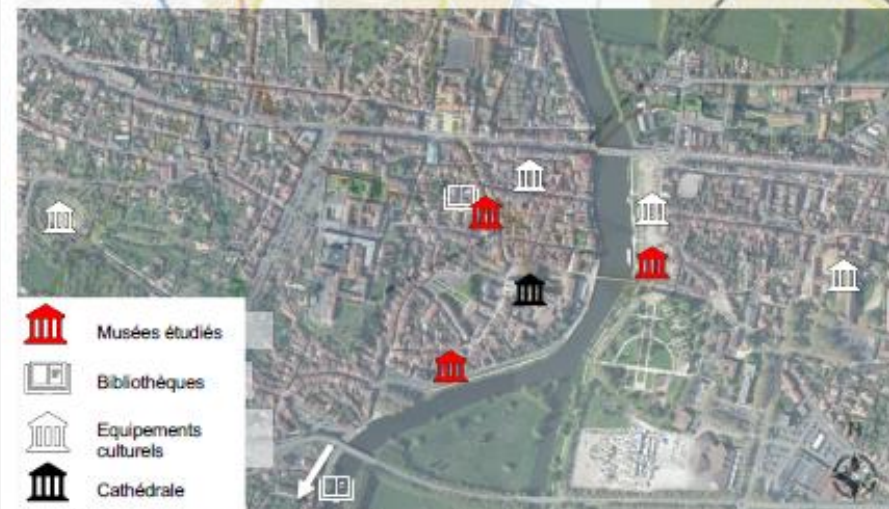 Musées étudiés
Bibliothèques
Equipements
culturels
Cathédrale
N